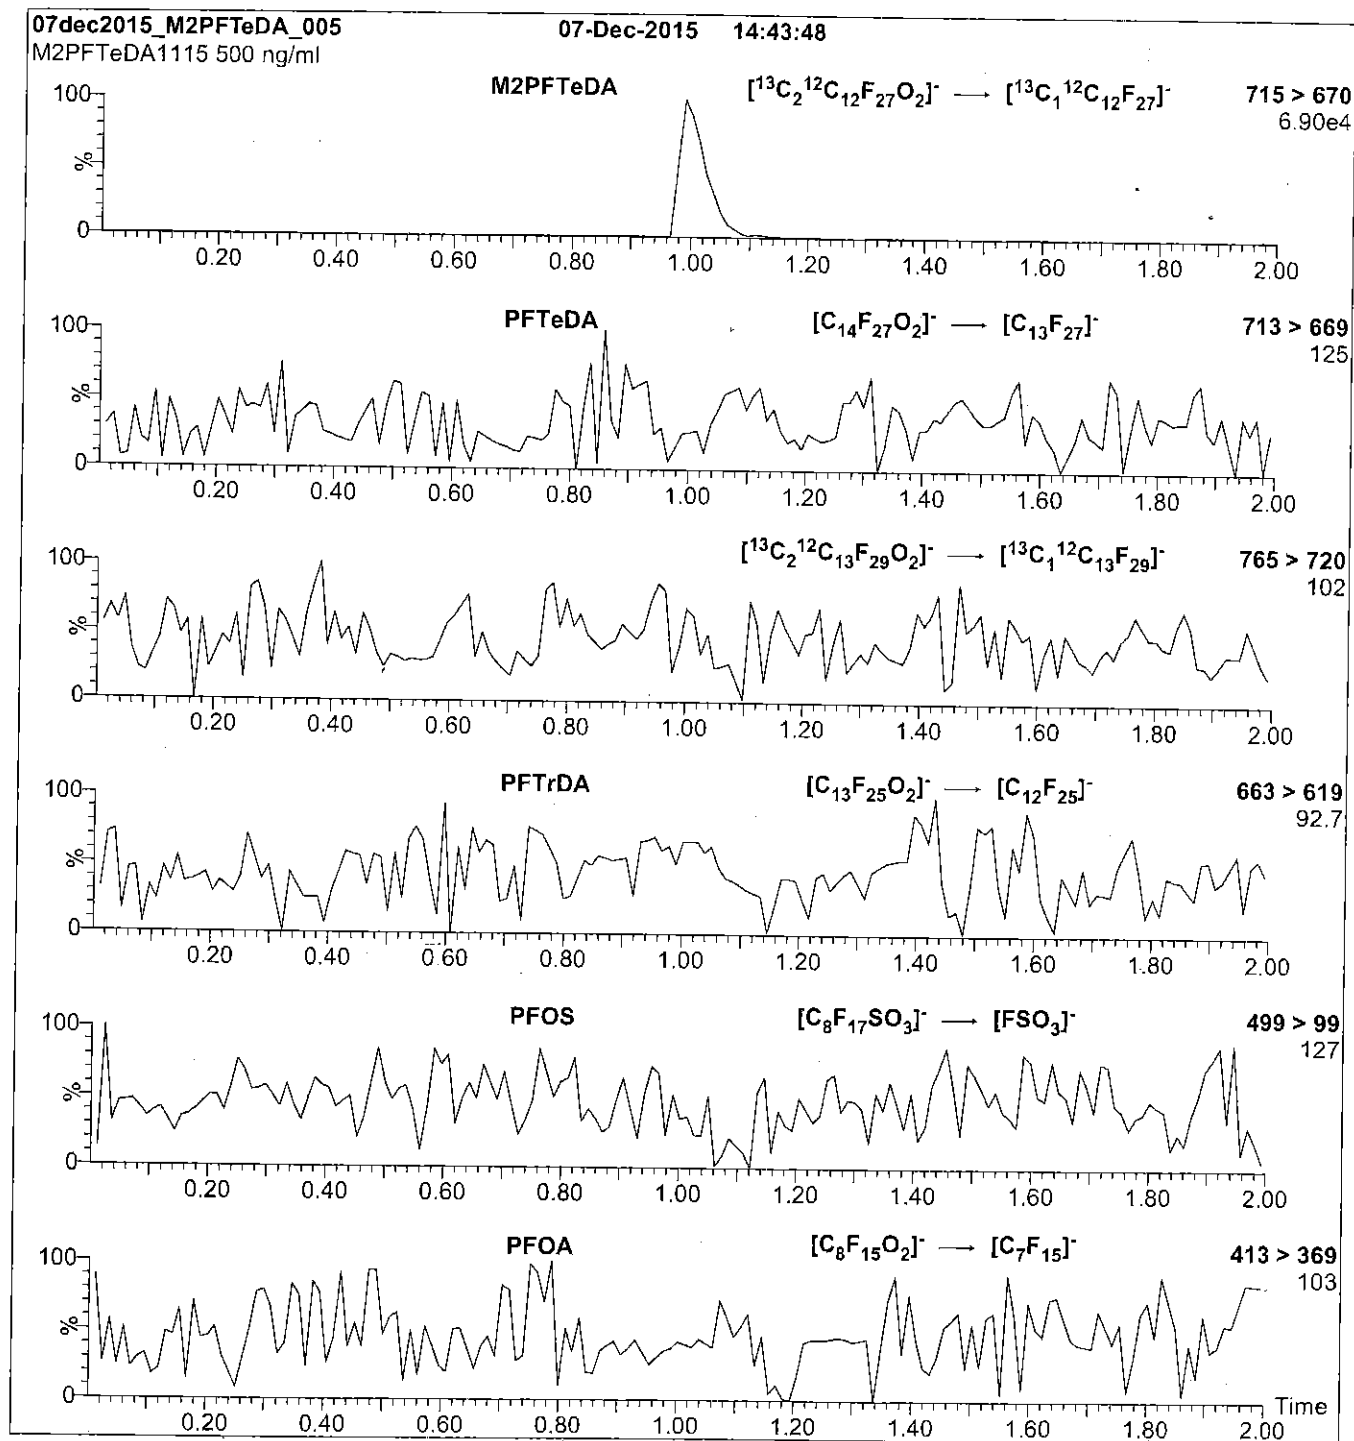 07dec2015_M2PFTeDA_005 07-Dec-2015 14:43:48
M2PFTeDA1115 500 ng/ml
M2PFTeDA [¹³C₂¹²C₁₂F₂₇O₂]⁻ → [¹³C₁¹²C₁₂F₂₇]⁻ 715 > 670
6.90e4
100
%
0
0.20 0.40 0.60 0.80 1.00 1.20 1.40 1.60 1.80 2.00
PFTeDA [C₁₄F₂₇O₂]⁻ → [C₁₃F₂₇]⁻ 713 > 669
125
100
%
0
0.20 0.40 0.60 0.80 1.00 1.20 1.40 1.60 1.80 2.00
[¹³C₂¹²C₁₃F₂₉O₂]⁻ → [¹³C₁¹²C₁₃F₂₉]⁻ 765 > 720
102
100
%
0
0.20 0.40 0.60 0.80 1.00 1.20 1.40 1.60 1.80 2.00
PFTrDA [C₁₃F₂₅O₂]⁻ → [C₁₂F₂₅]⁻ 663 > 619
92.7
100
%
0
0.20 0.40 0.60 0.80 1.00 1.20 1.40 1.60 1.80 2.00
PFOS [C₈F₁₇SO₃]⁻ → [FSO₃]⁻ 499 > 99
127
100
%
0
0.20 0.40 0.60 0.80 1.00 1.20 1.40 1.60 1.80 2.00
PFOA [C₈F₁₅O₂]⁻ → [C₇F₁₅]⁻ 413 > 369
103
100
%
0
0.20 0.40 0.60 0.80 1.00 1.20 1.40 1.60 1.80 2.00 Time